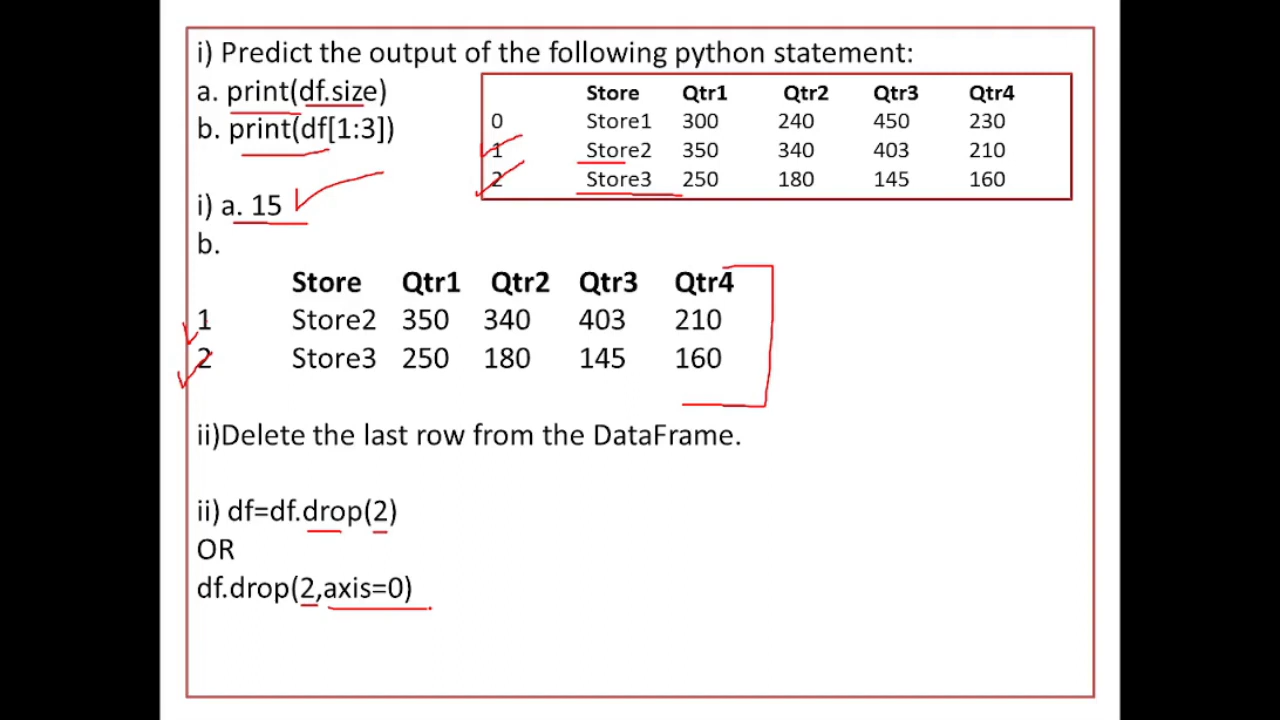 i) Predict the output of the following python statement:
a. print(df.size)
b. print(df[1:3])
Store Qtr1 Qtr2 Qtr3 Qtr4
0 Store1 300 240 450 230
1 Store2 350 340 403 210
2 Store3 250 180 145 160
i) a. 15
b.
Store Qtr1 Qtr2 Qtr3 Qtr4
1 Store2 350 340 403 210
2 Store3 250 180 145 160
ii)Delete the last row from the DataFrame.
ii) df=df.drop(2)
OR
df.drop(2,axis=0)